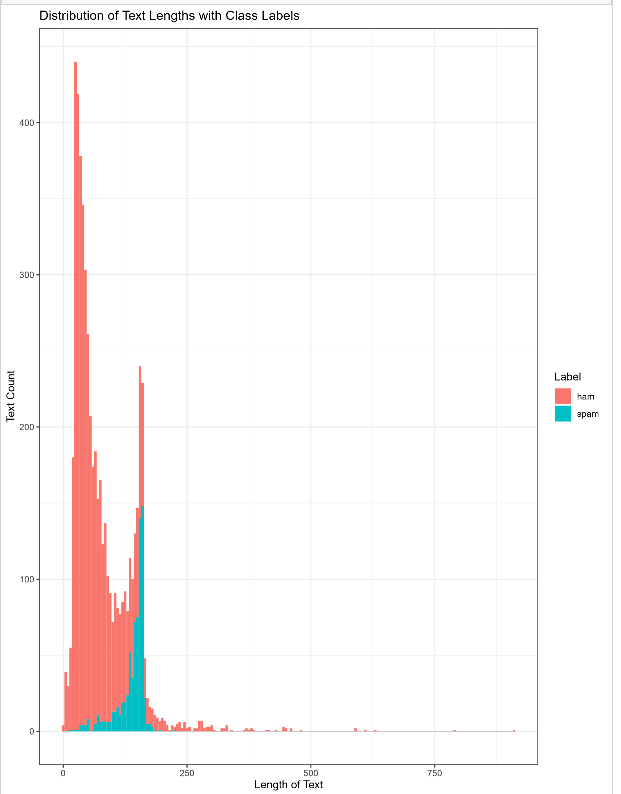 Distribution of Text Lengths with Class Labels
Text Count
400
300
200
100
0
0 250 500 750
Length of Text
Label
ham
spam